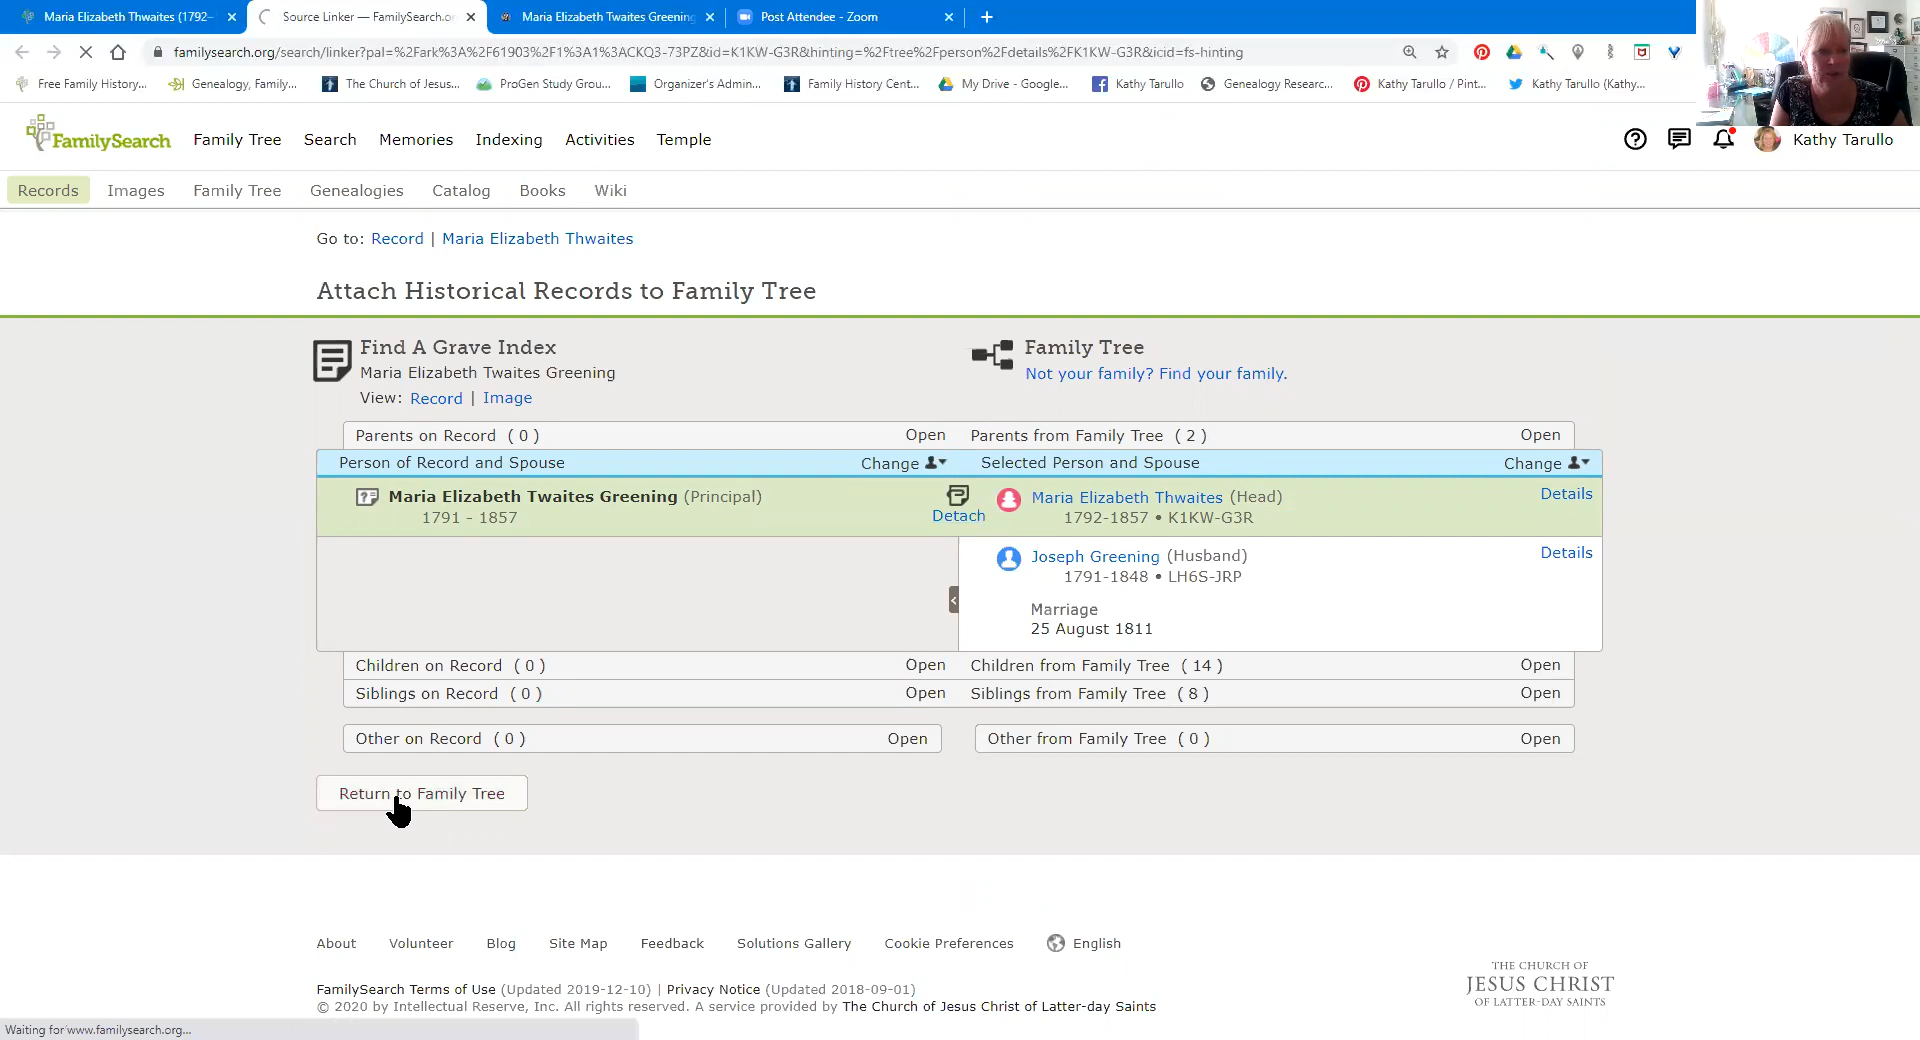 Maria Elizabeth Thwaites (1792-
Source Linker — FamilySearch.o
Maria Elizabeth Twaites Greening
Post Attendee - Zoom
familysearch.org/search/linker?pal=%2Fark%3A%2F61903%2F1%3A1%3ACKQ3-73PZ&id=K1KW-G3R&hinting=%2Ftree%2Fperson%2Fdetails%2FK1KW-G3R&icid=fs-hinting
Free Family History...
Genealogy, Family...
The Church of Jesus...
ProGen Study Grou...
Organizer's Admin...
Family History Cent...
My Drive - Google...
Kathy Tarullo
Genealogy Researc...
Kathy Tarullo / Pint...
Kathy Tarullo (Kathy...
FamilySearch Family Tree Search Memories Indexing Activities Temple Kathy Tarullo
Records Images Family Tree Genealogies Catalog Books Wiki
Go to: Record | Maria Elizabeth Thwaites
Attach Historical Records to Family Tree
Find A Grave Index
Maria Elizabeth Twaites Greening
View: Record | Image
Family Tree
Not your family? Find your family.
Parents on Record ( 0 ) Open Parents from Family Tree ( 2 ) Open
Person of Record and Spouse Change Selected Person and Spouse Change
Maria Elizabeth Twaites Greening (Principal)
1791 - 1857
Detach
Maria Elizabeth Thwaites (Head) Details
1792-1857 • K1KW-G3R
Joseph Greening (Husband) Details
1791-1848 • LH6S-JRP
Marriage
25 August 1811
<
Children on Record ( 0 ) Open Children from Family Tree ( 14 ) Open
Siblings on Record ( 0 ) Open Siblings from Family Tree ( 8 ) Open
Other on Record ( 0 ) Open Other from Family Tree ( 0 ) Open
Return to Family Tree
About Volunteer Blog Site Map Feedback Solutions Gallery Cookie Preferences English
FamilySearch Terms of Use (Updated 2019-12-10) | Privacy Notice (Updated 2018-09-01)
© 2020 by Intellectual Reserve, Inc. All rights reserved. A service provided by The Church of Jesus Christ of Latter-day Saints
THE CHURCH OF
JESUS CHRIST
OF LATTER-DAY SAINTS
Waiting for www.familysearch.org...